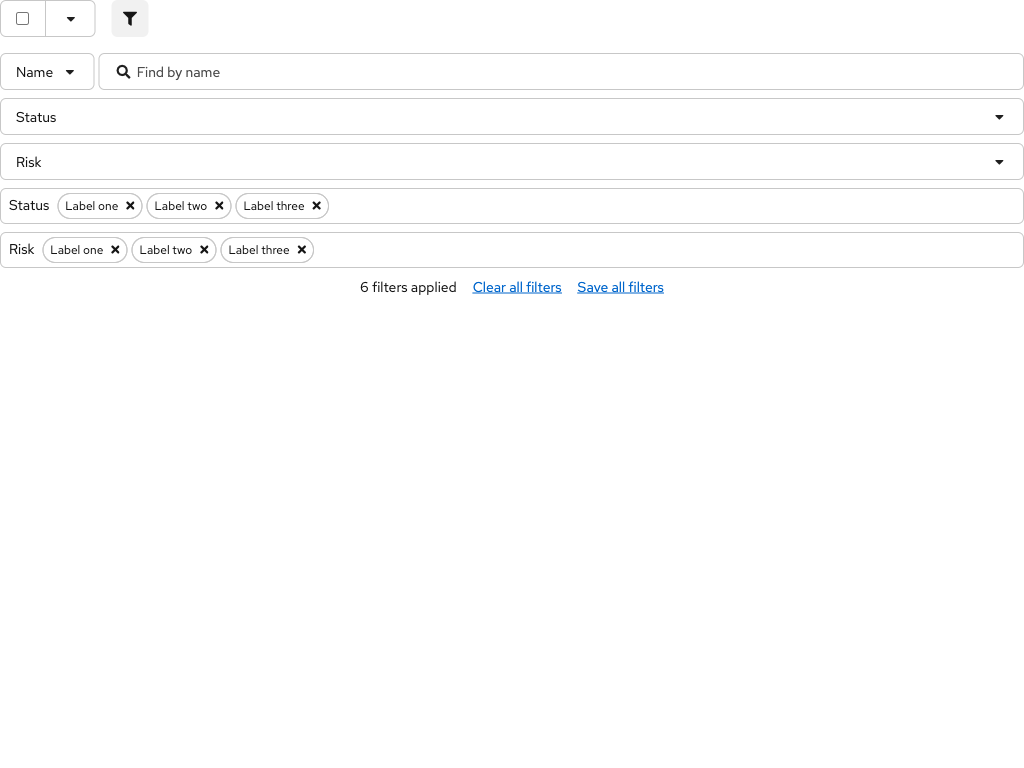 Name Find by name
Status
Risk
Status Label one Label two Label three
Risk Label one Label two Label three
6 filters applied Clear all filters Save all filters